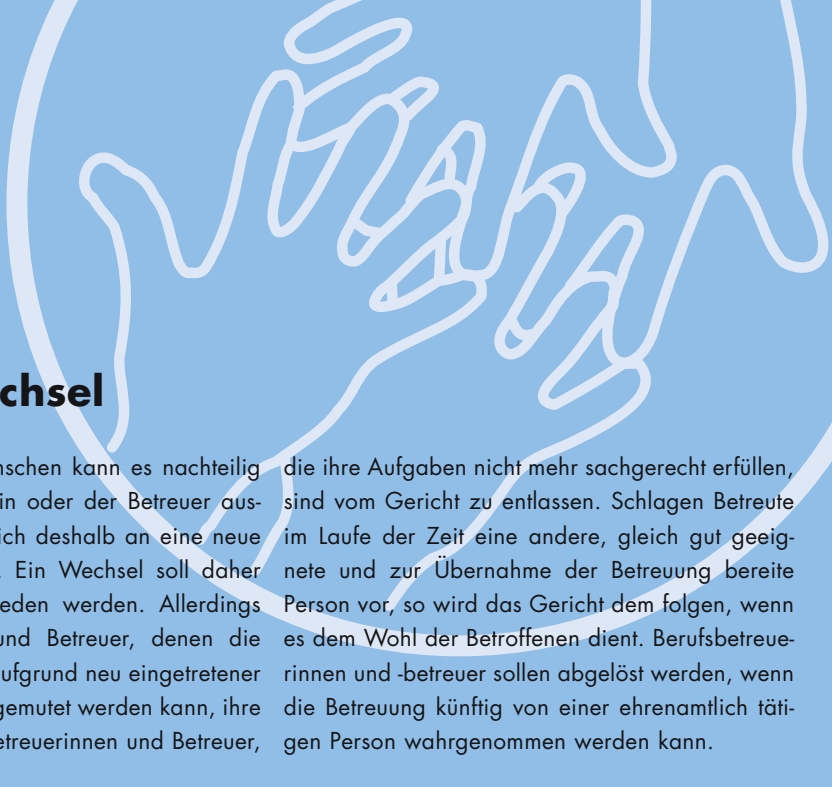 chsel
nschen kann es nachteilig
in oder der Betreuer aus-
ich deshalb an eine neue
. Ein Wechsel soll daher
eden werden. Allerdings
und Betreuer, denen die
ufgrund neu eingetretener
gemutet werden kann, ihre
etreuerinnen und Betreuer,
die ihre Aufgaben nicht mehr sachgerecht erfüllen,
sind vom Gericht zu entlassen. Schlagen Betreute
im Laufe der Zeit eine andere, gleich gut geeig-
nete und zur Übernahme der Betreuung bereite
Person vor, so wird das Gericht dem folgen, wenn
es dem Wohl der Betroffenen dient. Berufsbetreue-
rinnen und -betreuer sollen abgelöst werden, wenn
die Betreuung künftig von einer ehrenamtlich täti-
gen Person wahrgenommen werden kann.